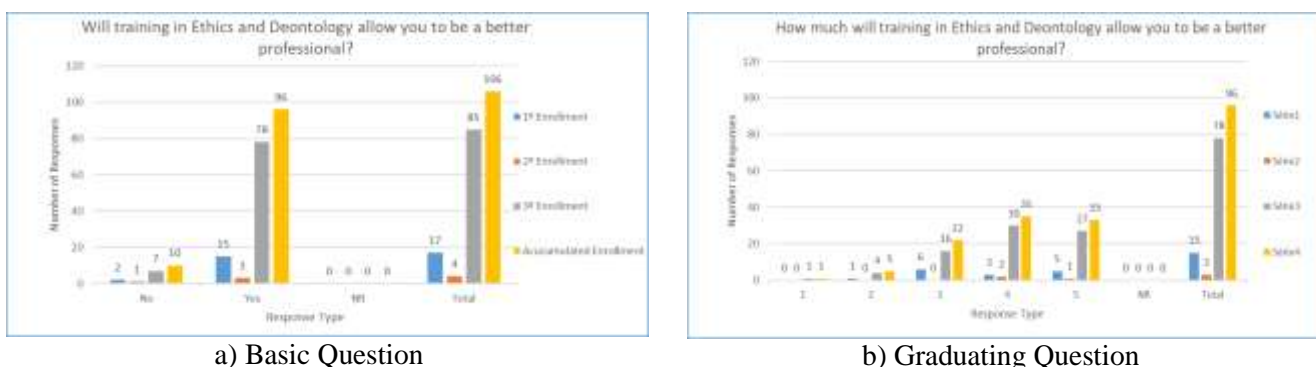 Will training in Ethics and Deontology allow you to be a better
professional?
120
100
80
60
40
20
0
Number of Responses
2 1 7 10
15 3 78 96
0 0 0 0
17 4 85 106
No Yes NR Total
Response Type
1º Enrollment
2º Enrollment
3º Enrollment
Enrollment
a) Basic Question
How much will training in Ethics and Deontology allow you to be a better
professional?
120
100
80
60
40
20
0
Number of Responses
0 0 1 1
1 0 4 5
6 0 16 22
3 2 30 35
5 1 27 33
0 0 0 0
15 3 78 96
1 2 3 4 5 NR Total
Response Type
Série1
Série2
Série3
Série4
b) Graduating Question